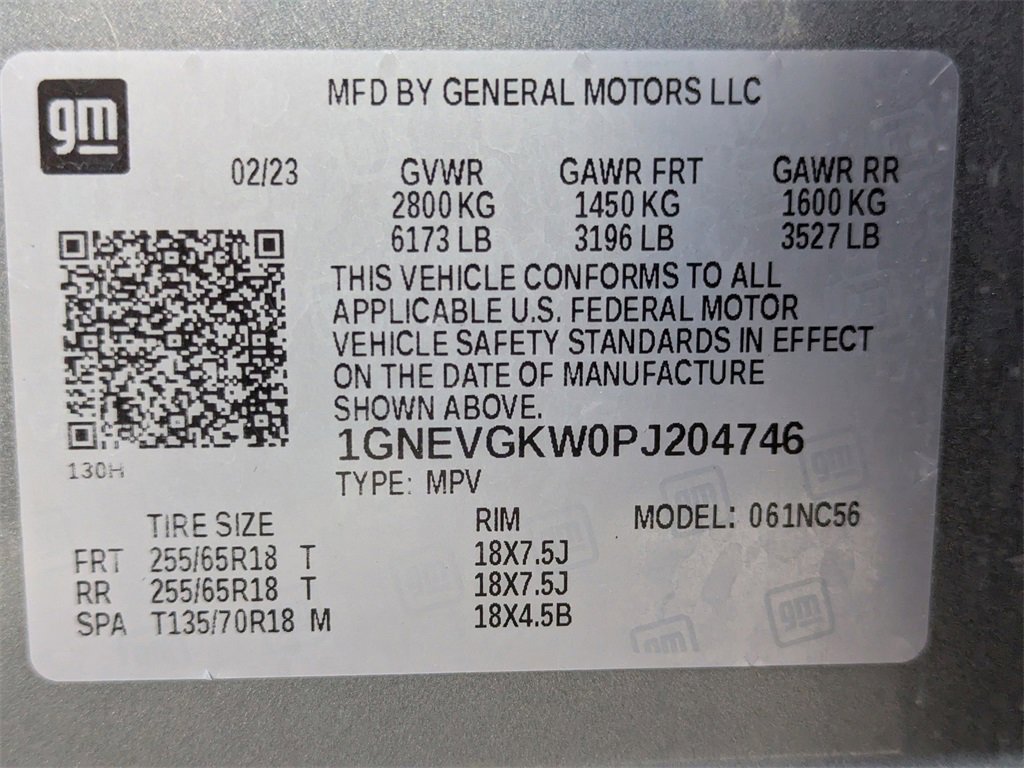 gm
MFD BY GENERAL MOTORS LLC
02/23 GVWR GAWR FRT GAWR RR
2800 KG 1450 KG 1600 KG
6173 LB 3196 LB 3527 LB
THIS VEHICLE CONFORMS TO ALL
APPLICABLE U.S. FEDERAL MOTOR
VEHICLE SAFETY STANDARDS IN EFFECT
ON THE DATE OF MANUFACTURE
SHOWN ABOVE.
1GNEVGKW0PJ204746
130H
TYPE: MPV
TIRE SIZE RIM MODEL: 061NC56
FRT 255/65R18 T 18X7.5J
RR 255/65R18 T 18X7.5J
SPA T135/70R18 M 18X4.5B
gm
gm
gm